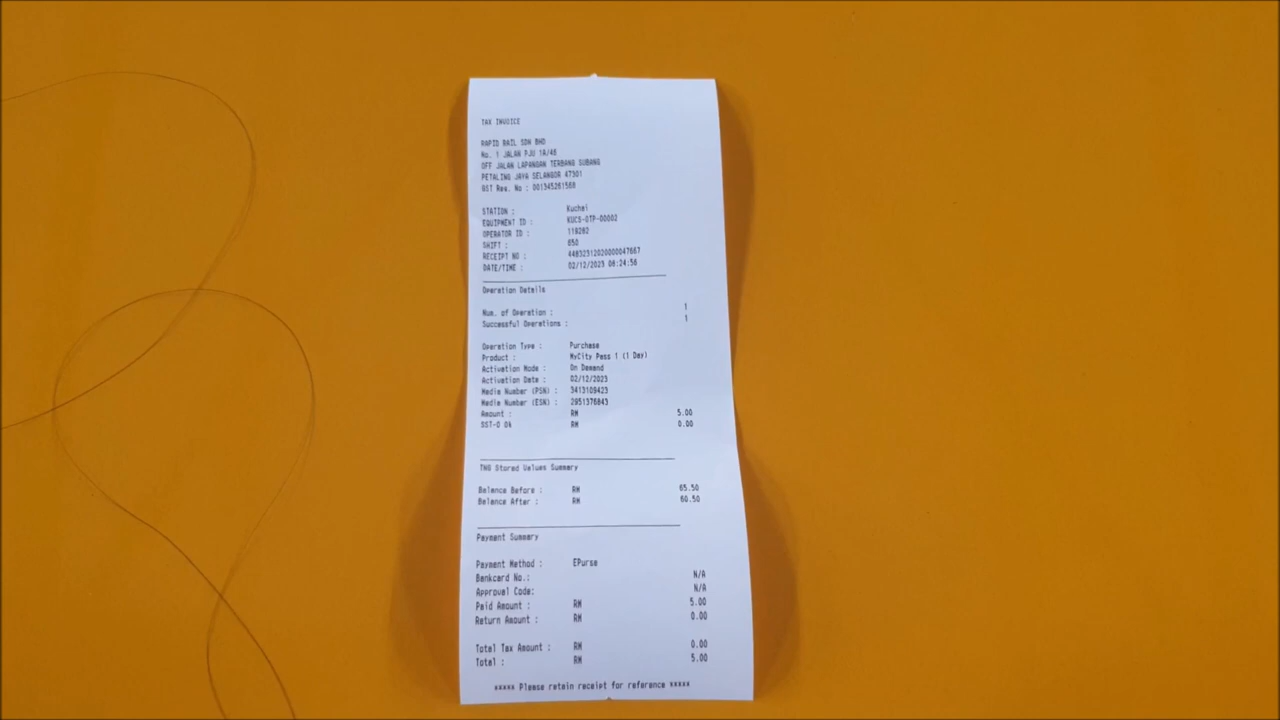 TAX INVOICE
RAPID RAIL SDN BHD
No. 1 JALAN PJU 1A/46
OFF JALAN LAPANGAN TERBANG SUBANG
PETALING JAYA SELANGOR 47301
GST Reg. No : 001345261568
STATION : Kuchai
EQUIPMENT ID : KUCS-OTP-00002
OPERATOR ID : 118282
SHIFT : 650
RECEIPT NO : 44832312020000047667
DATE/TIME : 02/12/2023 08:24:58
Operation Details
Num. of Operation : 1
Successful Operations : 1
Operation Type : Purchase
Product : MyCity Pass 1 (1 Day)
Activation Mode : On Demand
Activation Date : 02/12/2023
Media Number (PSN) : 3413109423
Media Number (ESN) : 2951376843
Amount : RM 5.00
SST-0 0% RM 0.00
TNG Stored Values Summary
Balance Before : RM 65.50
Balance After : RM 60.50
Payment Summary
Payment Method : EPurse
Bankcard No.: N/A
Approval Code: N/A
Paid Amount : RM 5.00
Return Amount : RM 0.00
Total Tax Amount : RM 0.00
Total : RM 5.00
***** Please retain receipt for reference *****